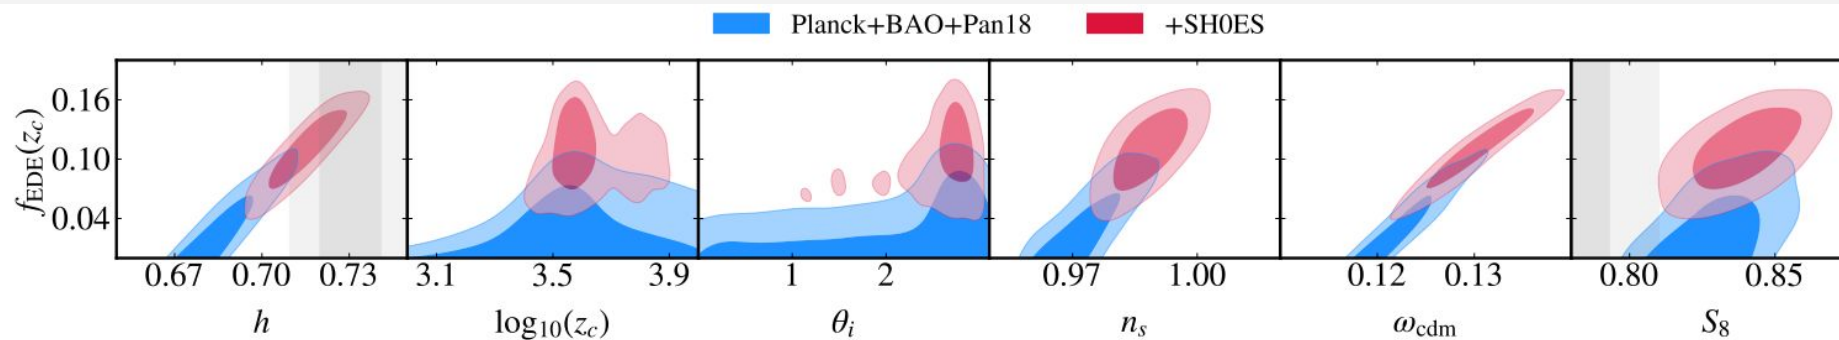 Planck+BAO+Pan18 +SH0ES
0.16
0.10
0.04
f_EDE(z_c)
0.67 0.70 0.73 3.1 3.5 3.9 1 2 0.97 1.00 0.12 0.13 0.80 0.85
h log₁₀(z_c) θ_i n_s ω_cdm S₈